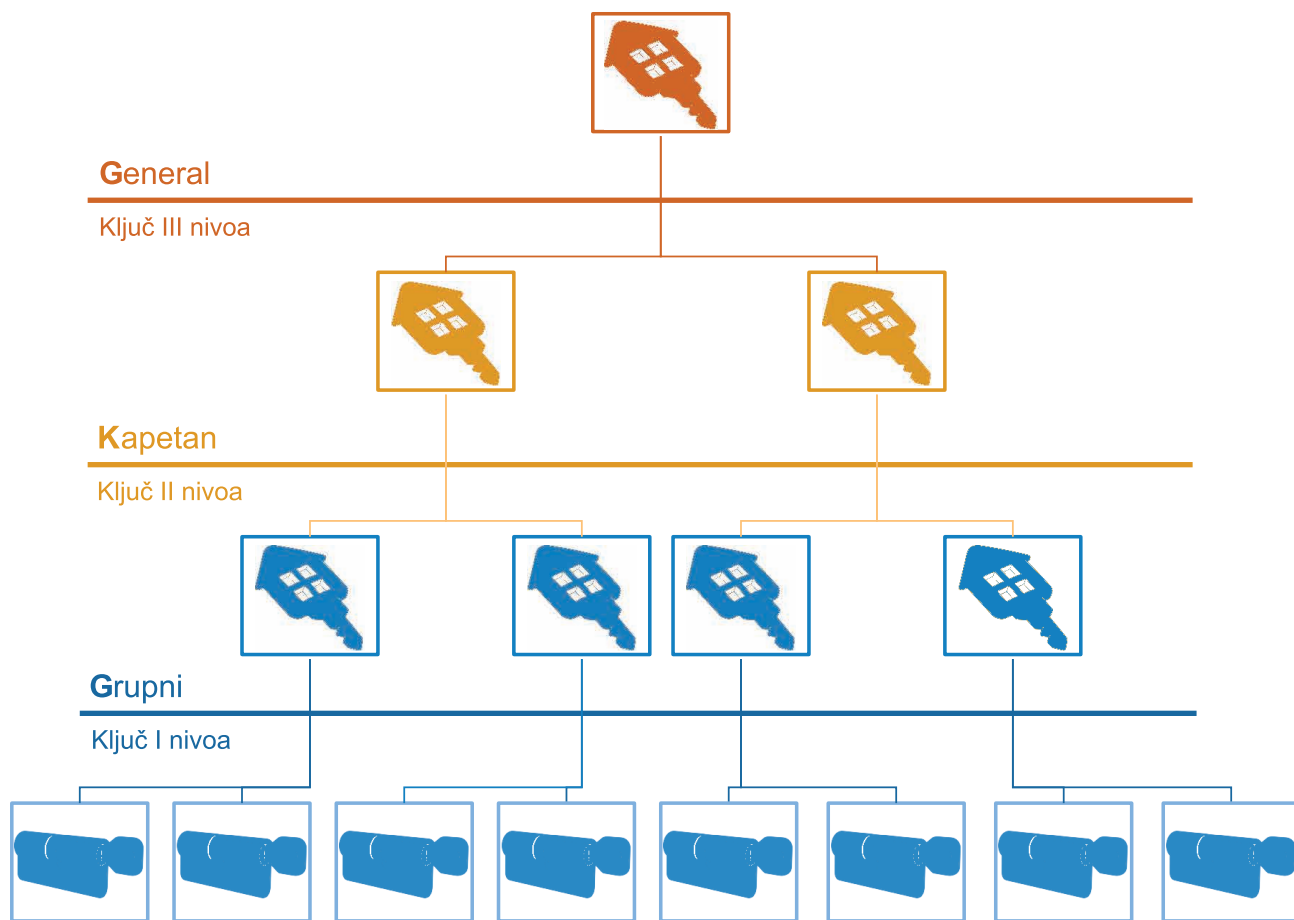 General
Ključ III nivoa
Kapetan
Ključ II nivoa
Grupni
Ključ I nivoa